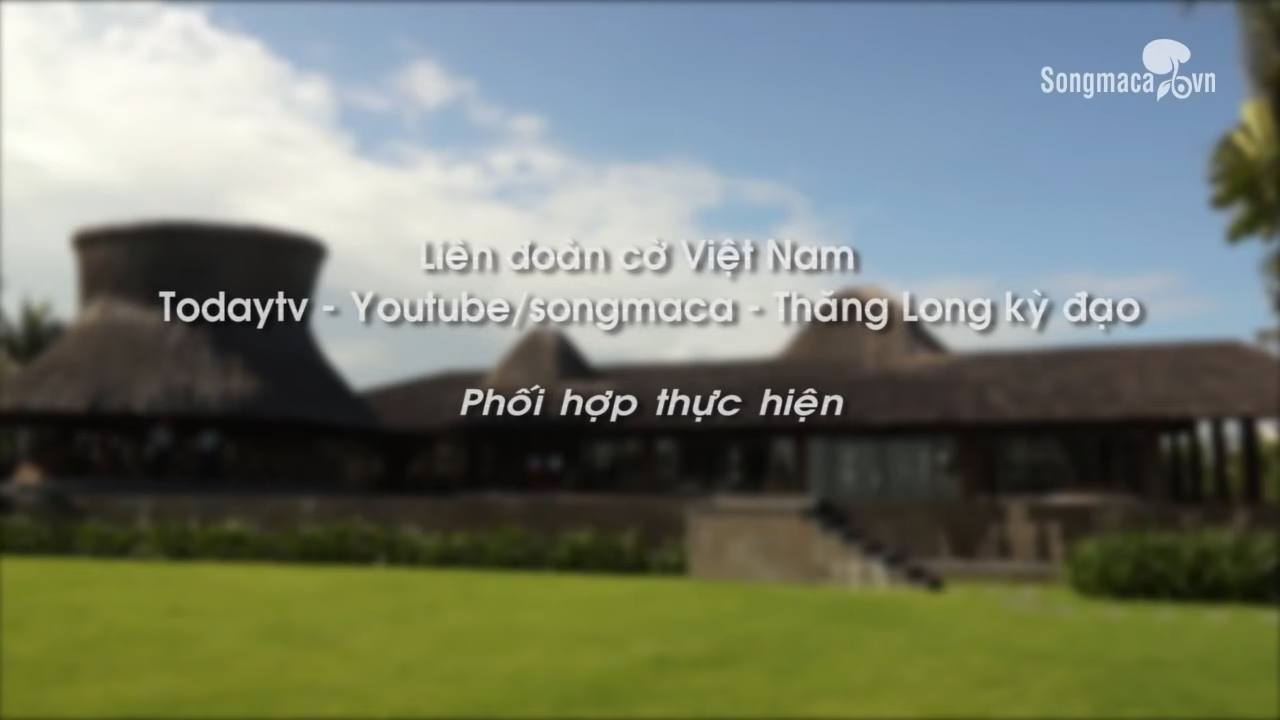 Songmaca.vn
Liên đoàn cờ Việt Nam
Todaytv - Youtube/songmaca - Thăng Long kỳ đạo
Phối hợp thực hiện